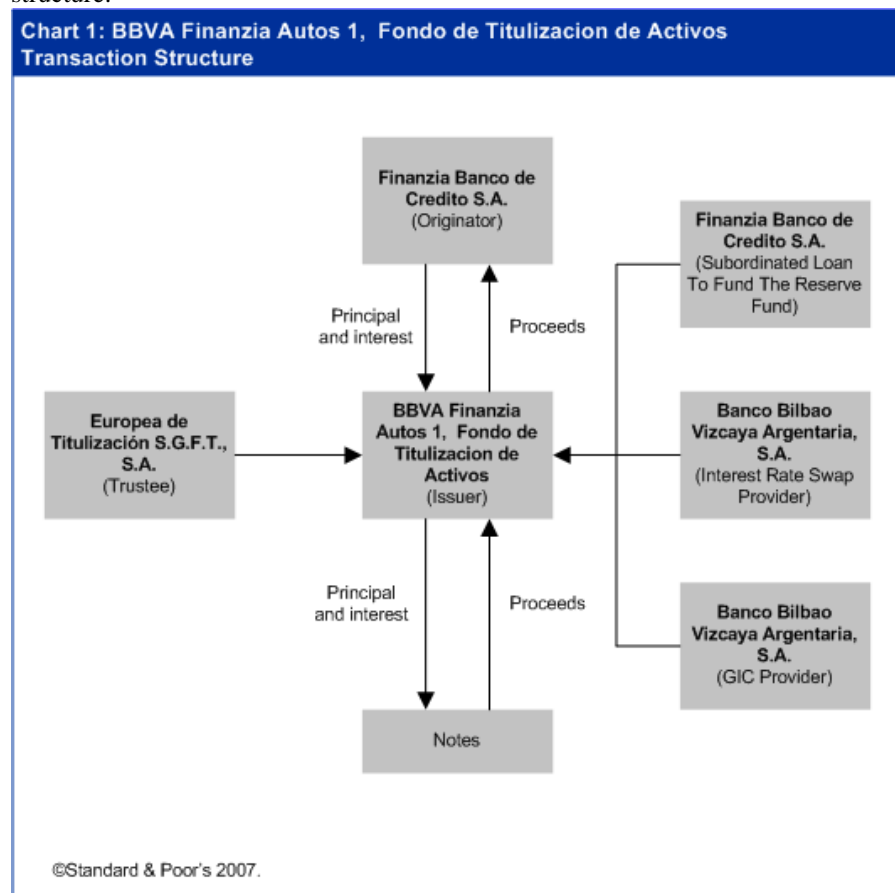 structure.
Chart 1: BBVA Finanzia Autos 1, Fondo de Titulizacion de Activos
Transaction Structure
Finanzia Banco de
Credito S.A.
(Originator)
Finanzia Banco de
Credito S.A.
(Subordinated Loan
To Fund The Reserve
Fund)
Principal
and interest
Proceeds
Europea de
Titulización S.G.F.T.,
S.A.
(Trustee)
BBVA Finanzia
Autos 1, Fondo de
Titulizacion de
Activos
(Issuer)
Banco Bilbao
Vizcaya Argentaria,
S.A.
(Interest Rate Swap
Provider)
Principal
and interest
Proceeds
Banco Bilbao
Vizcaya Argentaria,
S.A.
(GIC Provider)
Notes
©Standard & Poor's 2007.